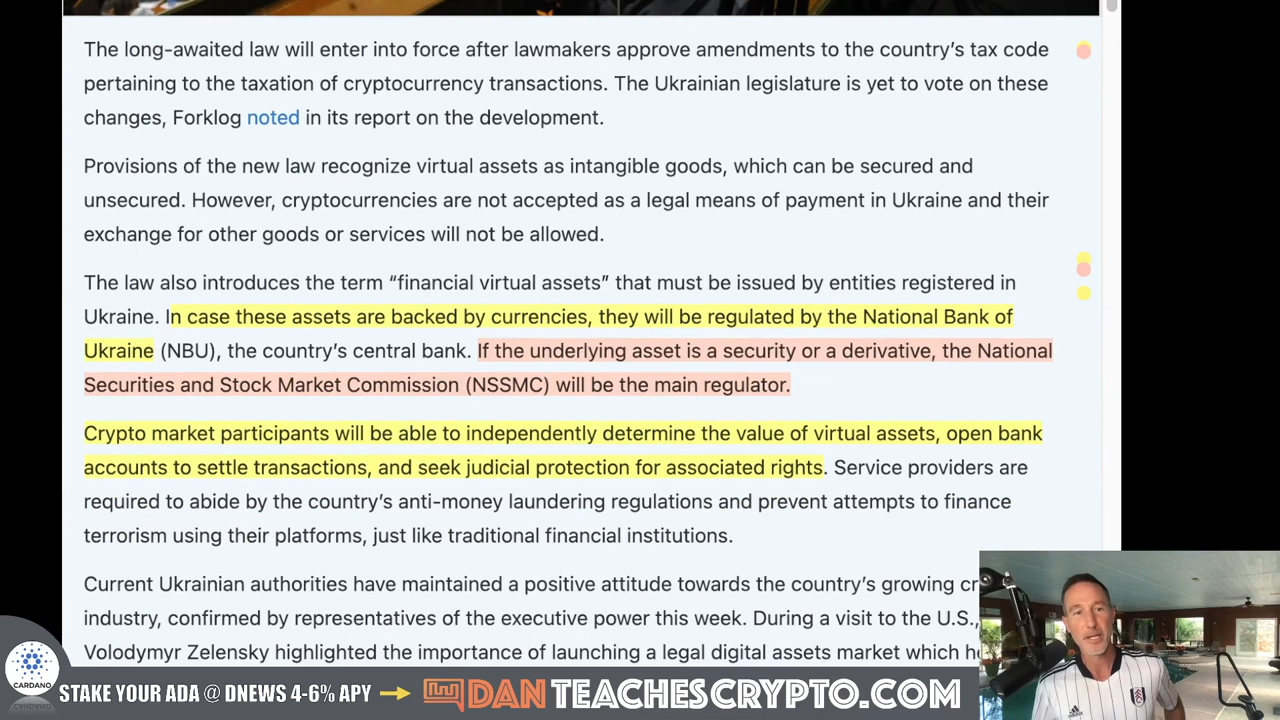 The long-awaited law will enter into force after lawmakers approve amendments to the country’s tax code
pertaining to the taxation of cryptocurrency transactions. The Ukrainian legislature is yet to vote on these
changes, Forklog noted in its report on the development.
Provisions of the new law recognize virtual assets as intangible goods, which can be secured and
unsecured. However, cryptocurrencies are not accepted as a legal means of payment in Ukraine and their
exchange for other goods or services will not be allowed.
The law also introduces the term “financial virtual assets” that must be issued by entities registered in
Ukraine. In case these assets are backed by currencies, they will be regulated by the National Bank of
Ukraine (NBU), the country’s central bank. If the underlying asset is a security or a derivative, the National
Securities and Stock Market Commission (NSSMC) will be the main regulator.
Crypto market participants will be able to independently determine the value of virtual assets, open bank
accounts to settle transactions, and seek judicial protection for associated rights. Service providers are
required to abide by the country’s anti-money laundering regulations and prevent attempts to finance
terrorism using their platforms, just like traditional financial institutions.
Current Ukrainian authorities have maintained a positive attitude towards the country’s growing
industry, confirmed by representatives of the executive power this week. During a visit to the U.S.,
Volodymyr Zelensky highlighted the importance of launching a legal digital assets market which
CARDANO
STAKE YOUR ADA @ DNEWS 4-6% APY
DANTEACHESCRYPTO.COM
adidas